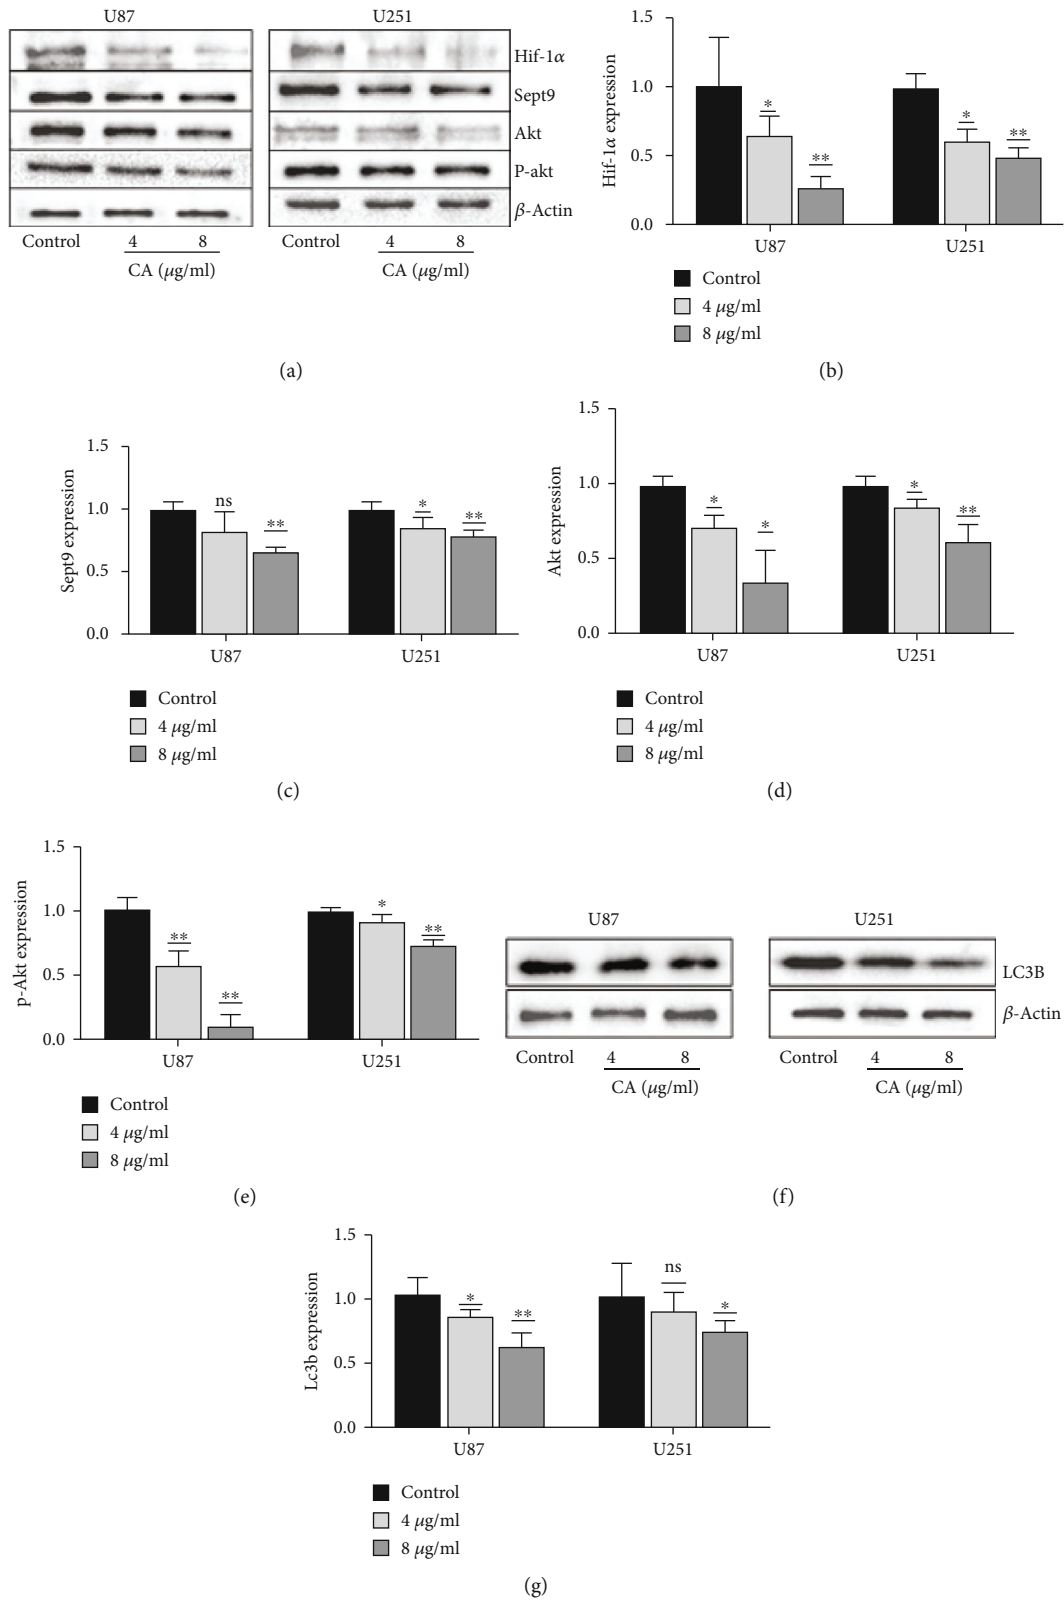 U87 U251
Hif-1α
Sept9
Akt
P-akt
β-Actin
Control 4 8 Control 4 8
CA (μg/ml) CA (μg/ml)
(a)
Hif-1α expression
1.5
1.0
0.5
0.0
* ** * **
U87 U251
Control
4 μg/ml
8 μg/ml
(b)
Sept9 expression
1.5
1.0
0.5
0.0
ns ** * **
U87 U251
Control
4 μg/ml
8 μg/ml
(c)
Akt expression
1.5
1.0
0.5
0.0
* * * **
U87 U251
Control
4 μg/ml
8 μg/ml
(d)
p-Akt expression
1.5
1.0
0.5
0.0
** ** * **
U87 U251
Control
4 μg/ml
8 μg/ml
(e)
U87 U251
LC3B
β-Actin
Control 4 8 Control 4 8
CA (μg/ml) CA (μg/ml)
(f)
Lc3b expression
1.5
1.0
0.5
0.0
* ** ns *
U87 U251
Control
4 μg/ml
8 μg/ml
(g)